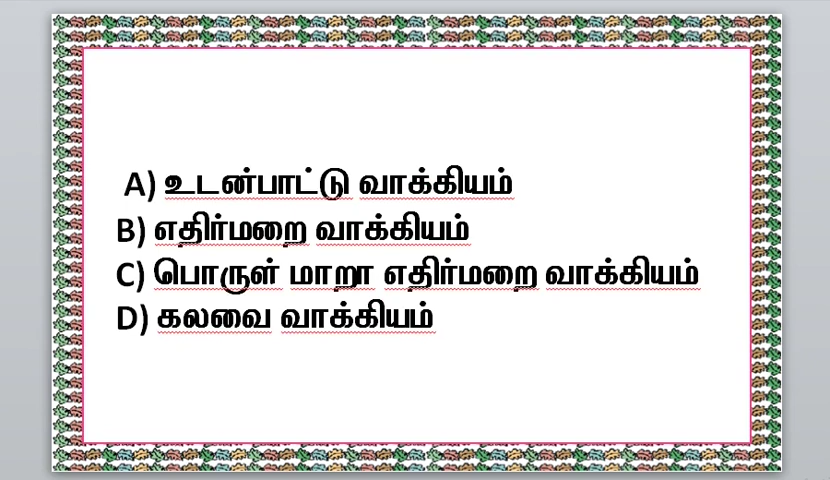 A) உடன்பாட்டு வாக்கியம்
B) எதிர்மறை வாக்கியம்
C) பொருள் மாறா எதிர்மறை வாக்கியம்
D) கலவை வாக்கியம்